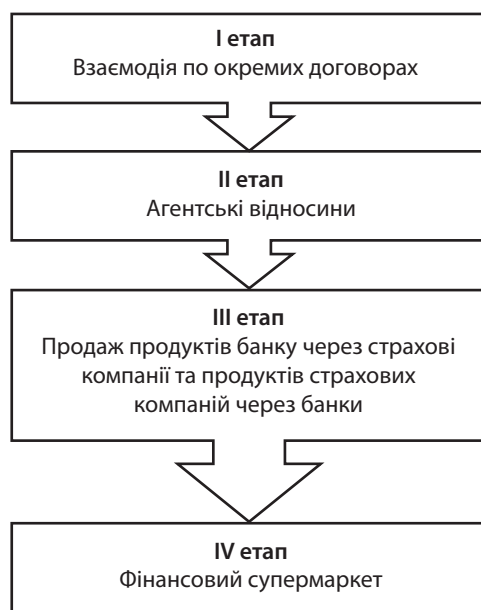 I етап
Взаємодія по окремих договорах
II етап
Агентські відносини
III етап
Продаж продуктів банку через страхові
компанії та продуктів страхових
компаній через банки
IV етап
Фінансовий супермаркет